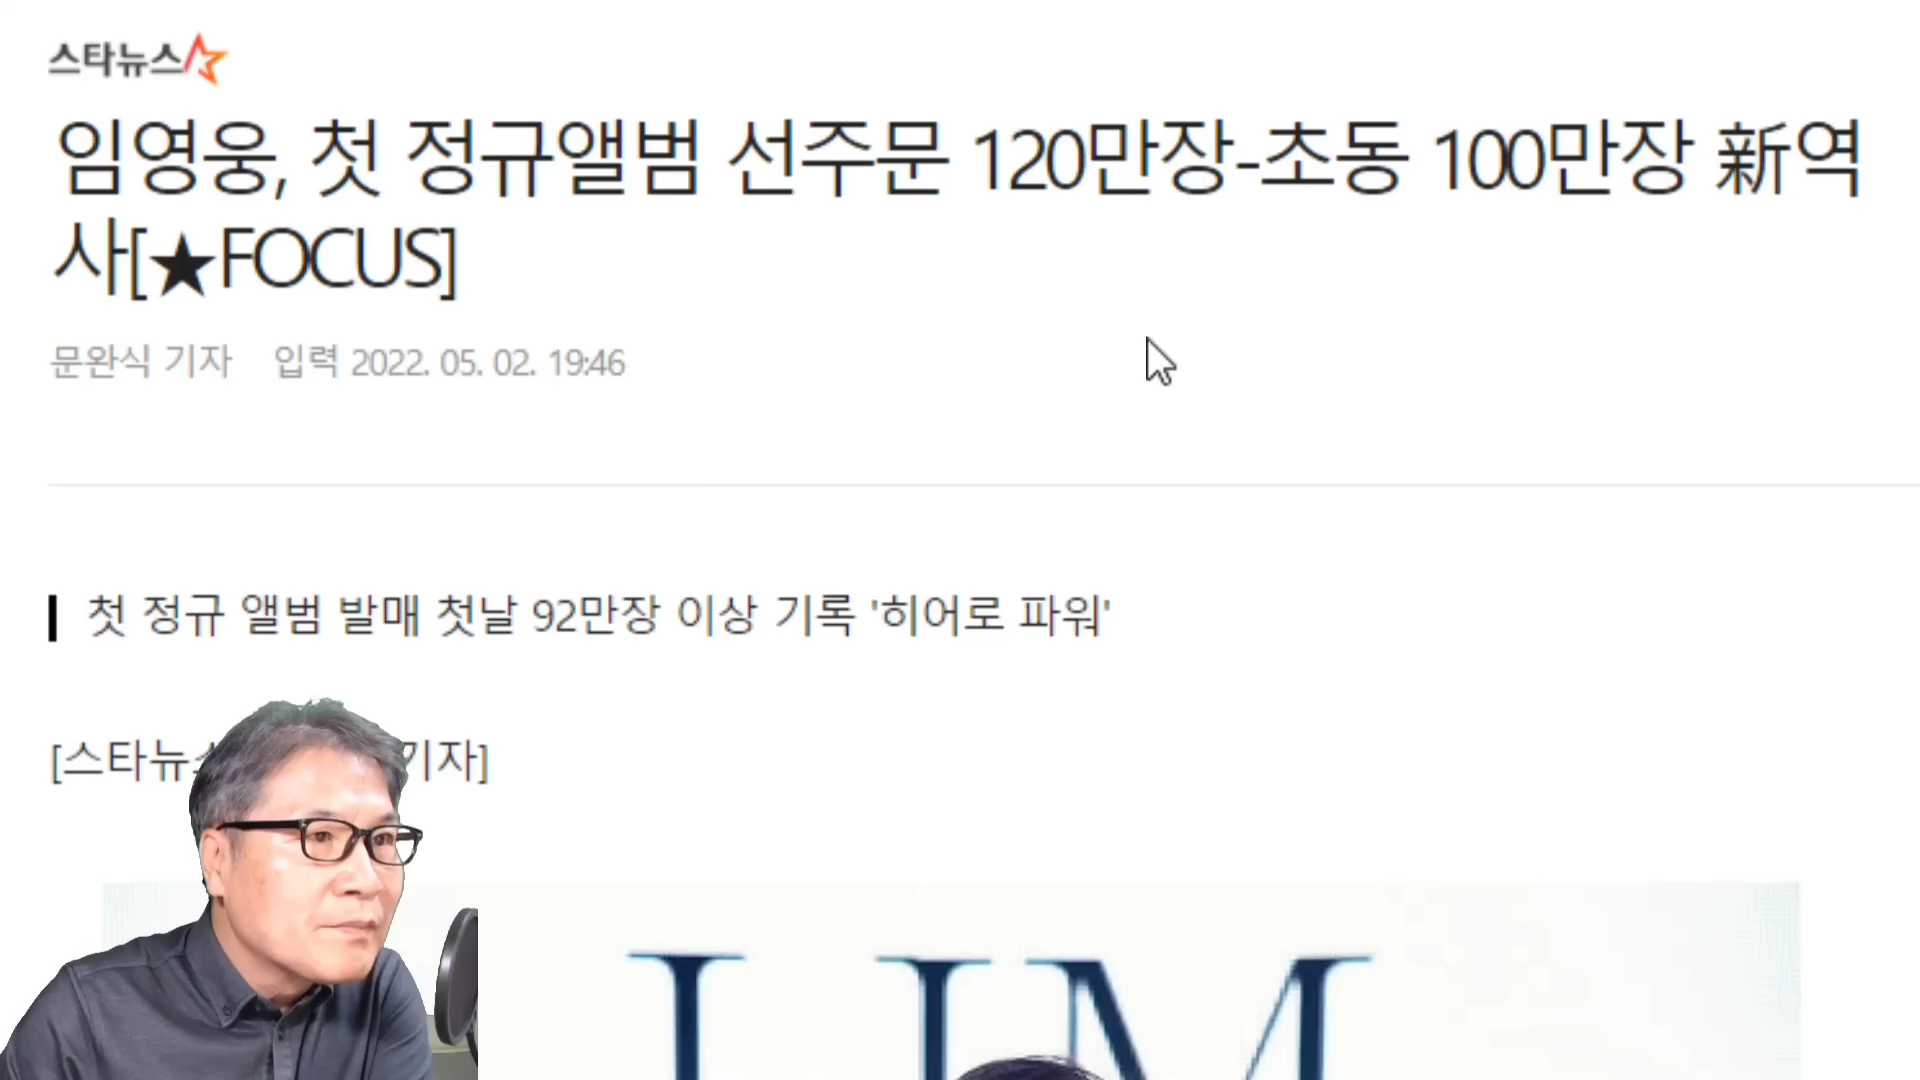 스타뉴스
임영웅, 첫 정규앨범 선주문 120만장-초동 100만장 新역
사[★FOCUS]
문완식 기자 입력 2022. 05. 02. 19:46
첫 정규 앨범 발매 첫날 92만장 이상 기록 '히어로 파워'
[스타뉴스 기자]
LIM